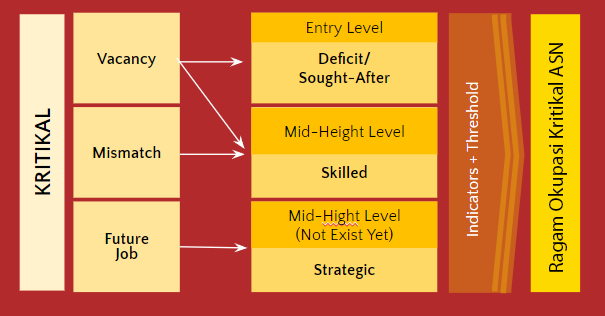 KRITIKAL
Vacancy
Mismatch
Future
Job
Entry Level
Deficit/
Sought-After
Mid-Height Level
Skilled
Mid-Hight Level
(Not Exist Yet)
Strategic
Indicators + Threshold
Ragam Okupasi Kritikal ASN